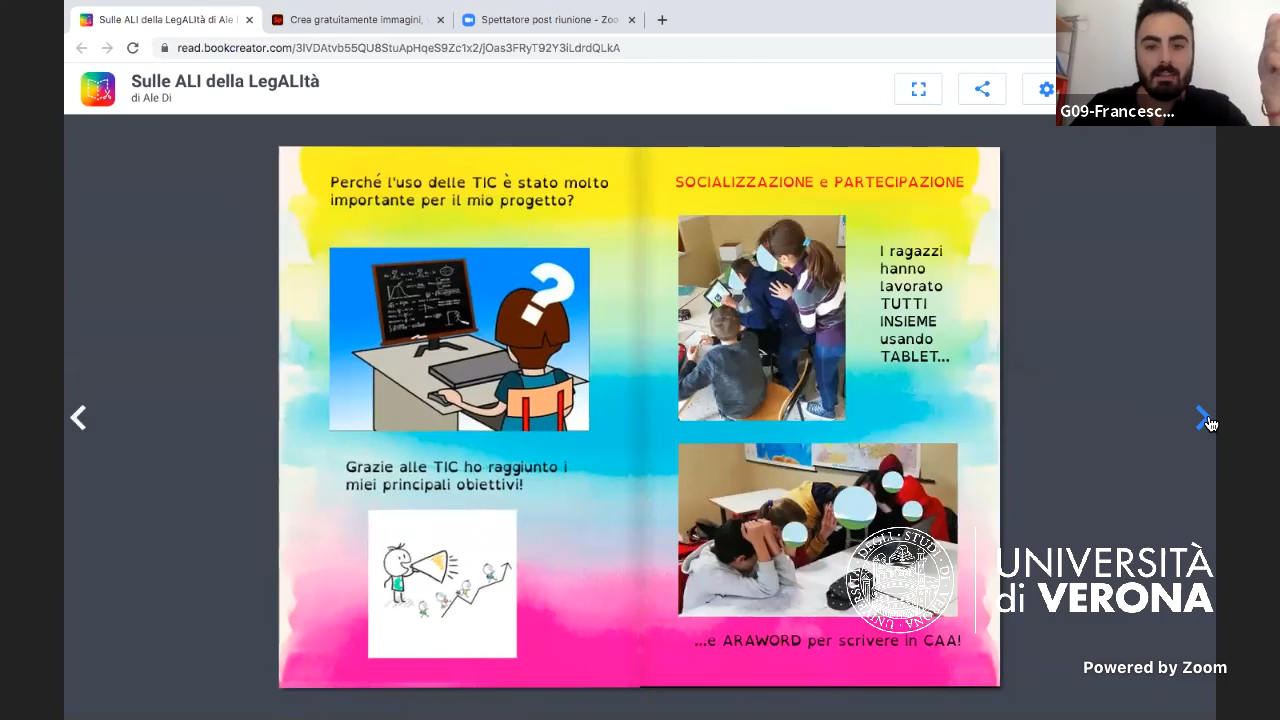 Sulle ALI della LegALItà di Ale
Crea gratuitamente immagini,
Spettatore post riunione - Zoo
read.bookcreator.com/3IVDAtvb55QU8StuApHqeS9Zc1x2/jOas3FRyT92Y3iLdrdQLkA
Sulle ALI della LegALItà
di Ale Di
G09-Francesc...
Perché l'uso delle TIC è stato molto
importante per il mio progetto?
Grazie alle TIC ho raggiunto i
miei principali obiettivi!
SOCIALIZZAZIONE e PARTECIPAZIONE
I ragazzi
hanno
lavorato
TUTTI
INSIEME
usando
TABLET...
...e ARAWORD per scrivere in CAA!
UNIVERSITÀ
di VERONA
Powered by Zoom